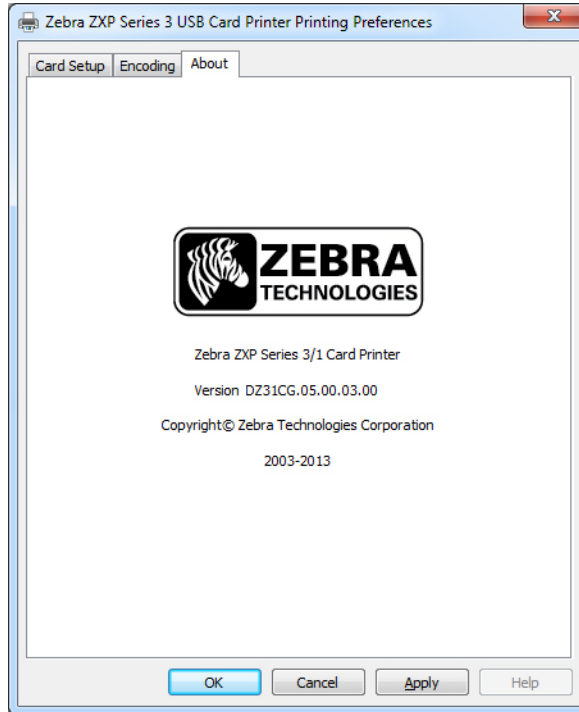 Zebra ZXP Series 3 USB Card Printer Printing Preferences
Card Setup Encoding About
ZEBRA
TECHNOLOGIES
Zebra ZXP Series 3/1 Card Printer
Version DZ31CG.05.00.03.00
Copyright© Zebra Technologies Corporation
2003-2013
OK Cancel Apply Help